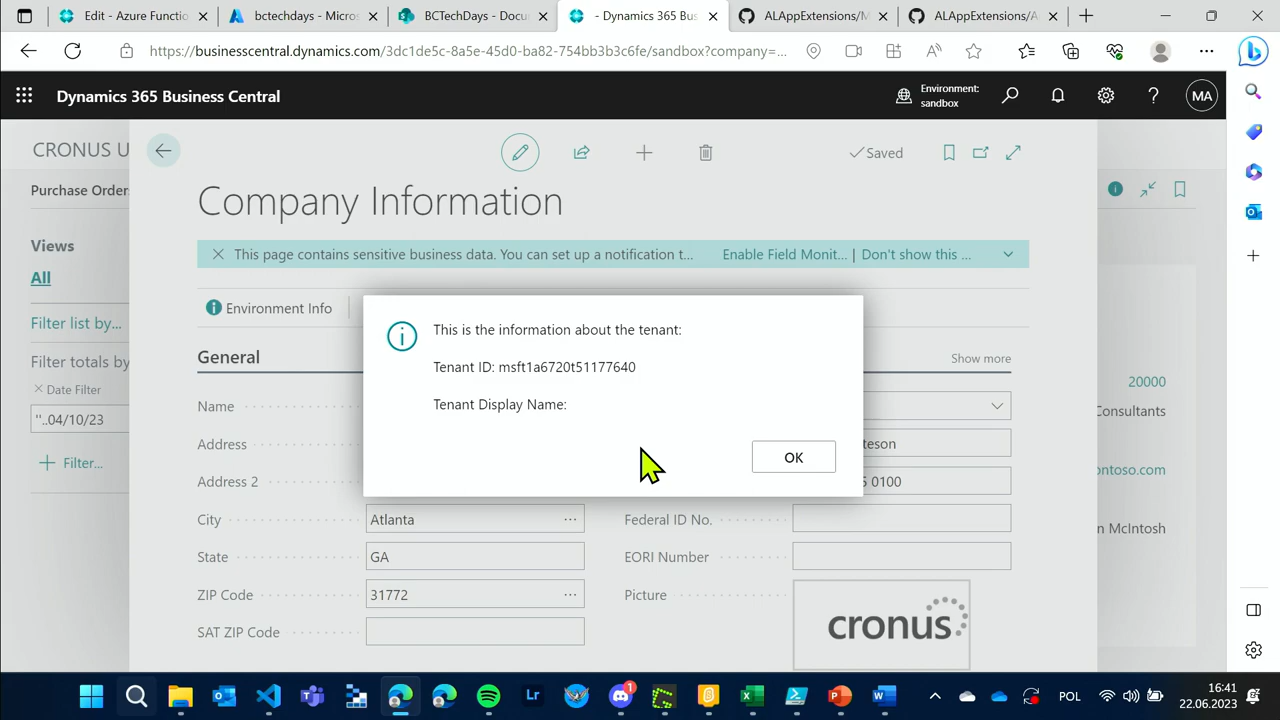 Edit - Azure Functio
bctechdays - Micros
BCTechDays - Docum
- Dynamics 365 Bus
ALAppExtensions/M
ALAppExtensions/A
https://businesscentral.dynamics.com/3dc1de5c-8a5e-45d0-ba82-754bb3b3c6fe/sandbox?company=...
Dynamics 365 Business Central
Environment:
sandbox
MA
CRONUS U
Saved
Purchase Order
Company Information
Views
This page contains sensitive business data. You can set up a notification t...
Enable Field Monit... | Don't show this ...
All
Environment Info
Filter list by...
This is the information about the tenant:
General
Show more
Filter totals by
Tenant ID: msft1a6720t51177640
20000
Date Filter
Name
Tenant Display Name:
''..04/10/23
Consultants
Address
teson
Filter...
OK
ontoso.com
Address 2
0100
City
Atlanta
Federal ID No.
n McIntosh
State
GA
EORI Number
ZIP Code
31772
Picture
cronus
SAT ZIP Code
Lr
1
POL
16:41
22.06.2023